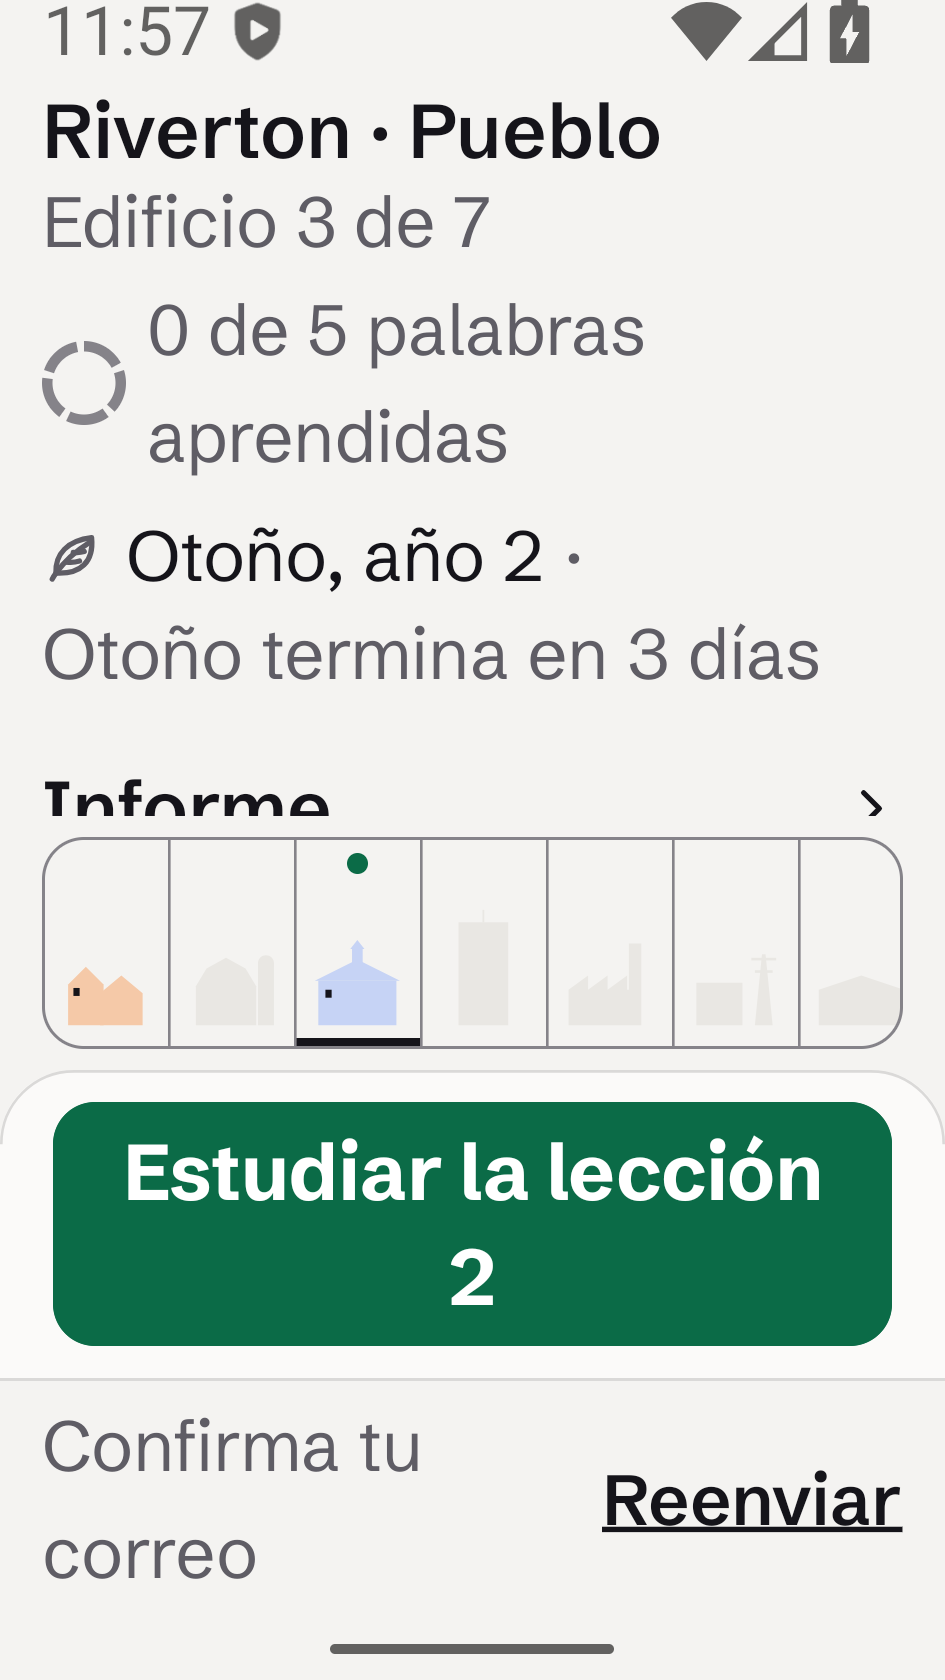 11:57
Riverton · Pueblo
Edificio 3 de 7
0 de 5 palabras
aprendidas
Otoño, año 2 ·
Otoño termina en 3 días
Informe
Estudiar la lección
2
Confirma tu
correo
Reenviar